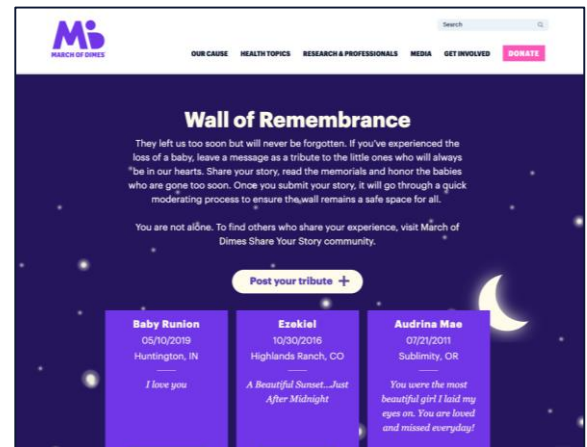 Search
MARCH OF DIMES
OUR CAUSE HEALTH TOPICS RESEARCH & PROFESSIONALS MEDIA GET INVOLVED DONATE
Wall of Remembrance
They left us too soon but will never be forgotten. If you've experienced the
loss of a baby, leave a message as a tribute to the little ones who will always
be in our hearts. Share your story, read the memorials and honor the babies
who are gone too soon. Once you submit your story, it will go through a quick
moderating process to ensure the wall remains a safe space for all.
You are not alone. To find others who share your experience, visit March of
Dimes Share Your Story community.
Post your tribute +
Baby Runion
05/10/2019
Huntington, IN
I love you
Ezekiel
10/30/2016
Highlands Ranch, CO
A Beautiful Sunset...Just
After Midnight
Audrina Mae
07/21/2011
Sublimity, OR
You were the most
beautiful girl I laid my
eyes on. You are loved
and missed everyday!